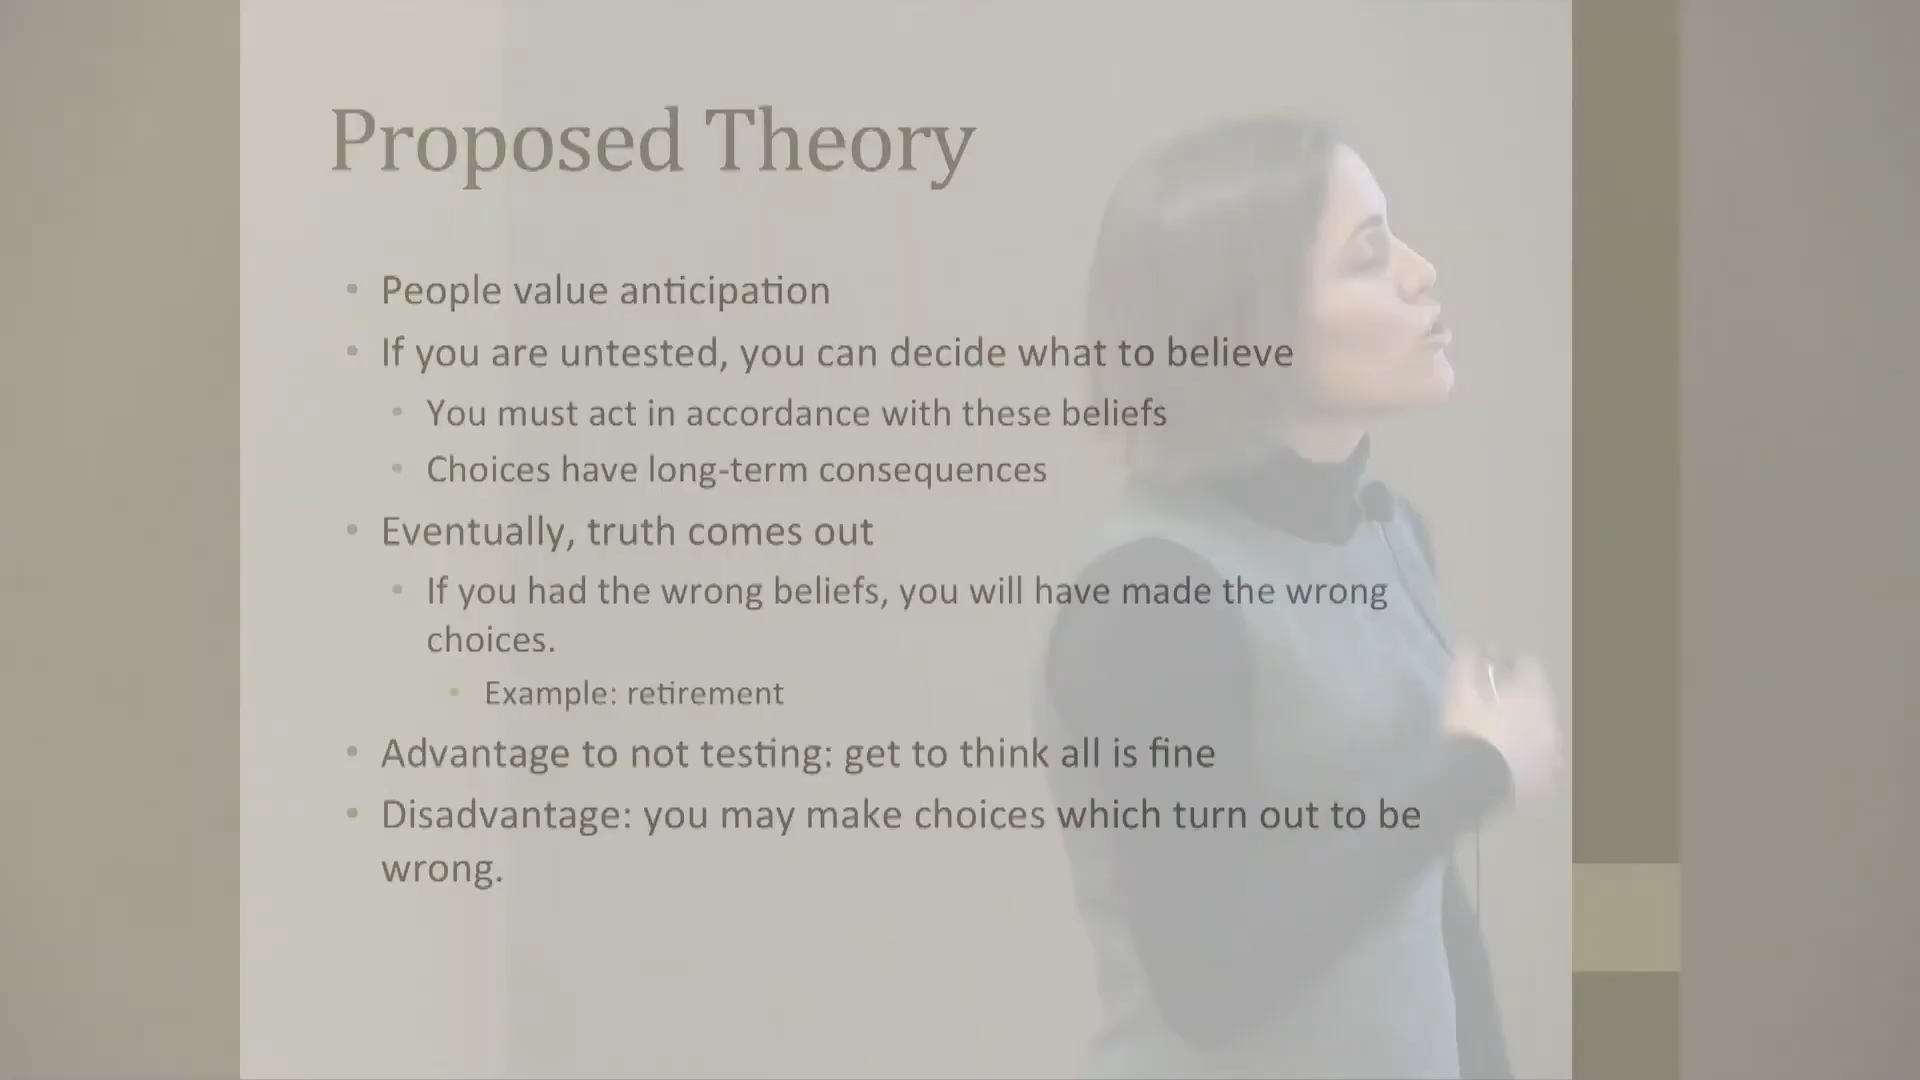 Proposed Theory
• People value anticipation
• If you are untested, you can decide what to believe
• You must act in accordance with these beliefs
• Choices have long-term consequences
• Eventually, truth comes out
• If you had the wrong beliefs, you will have made the wrong
choices.
• Example: retirement
• Advantage to not testing: get to think all is fine
• Disadvantage: you may make choices which turn out to be
wrong.